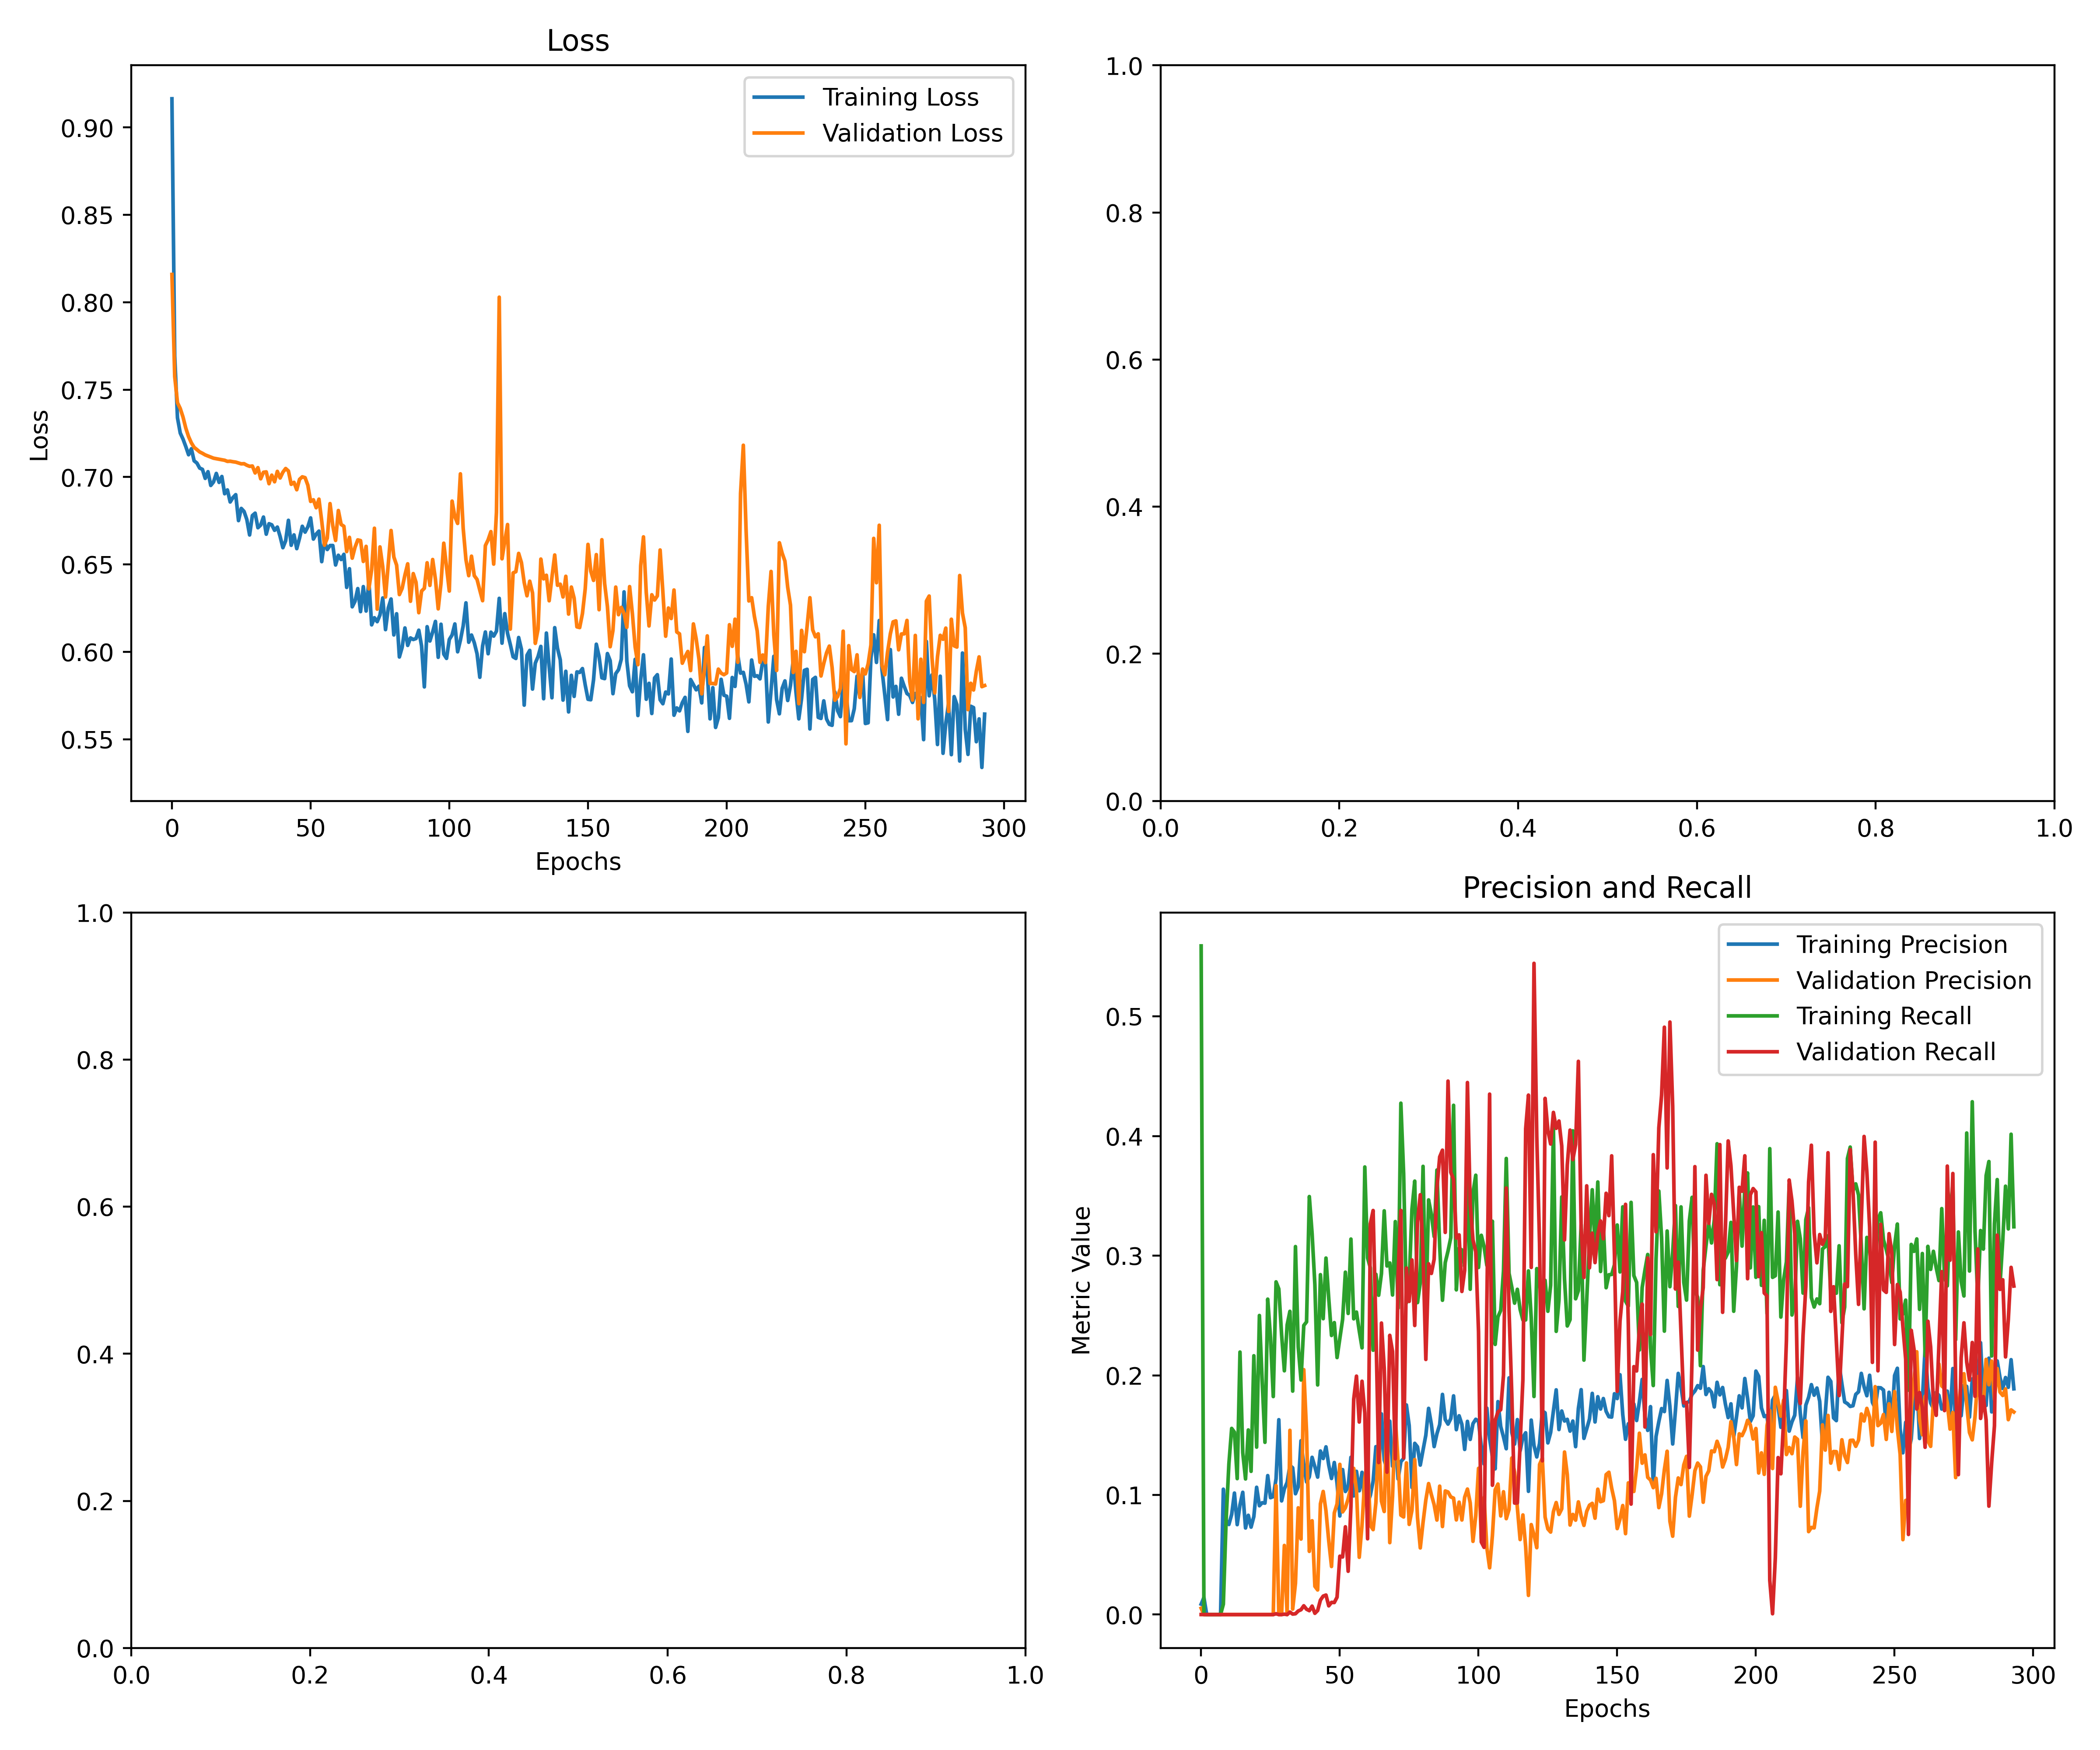 Loss
Training Loss
Validation Loss
0.90
0.85
0.80
0.75
0.70
0.65
0.60
0.55
Loss
0 50 100 150 200 250 300
Epochs
1.0
0.8
0.6
0.4
0.2
0.0
0.0 0.2 0.4 0.6 0.8 1.0
1.0
0.8
0.6
0.4
0.2
0.0
0.0 0.2 0.4 0.6 0.8 1.0
Precision and Recall
Training Precision
Validation Precision
Training Recall
Validation Recall
0.5
0.4
0.3
0.2
0.1
0.0
Metric Value
0 50 100 150 200 250 300
Epochs